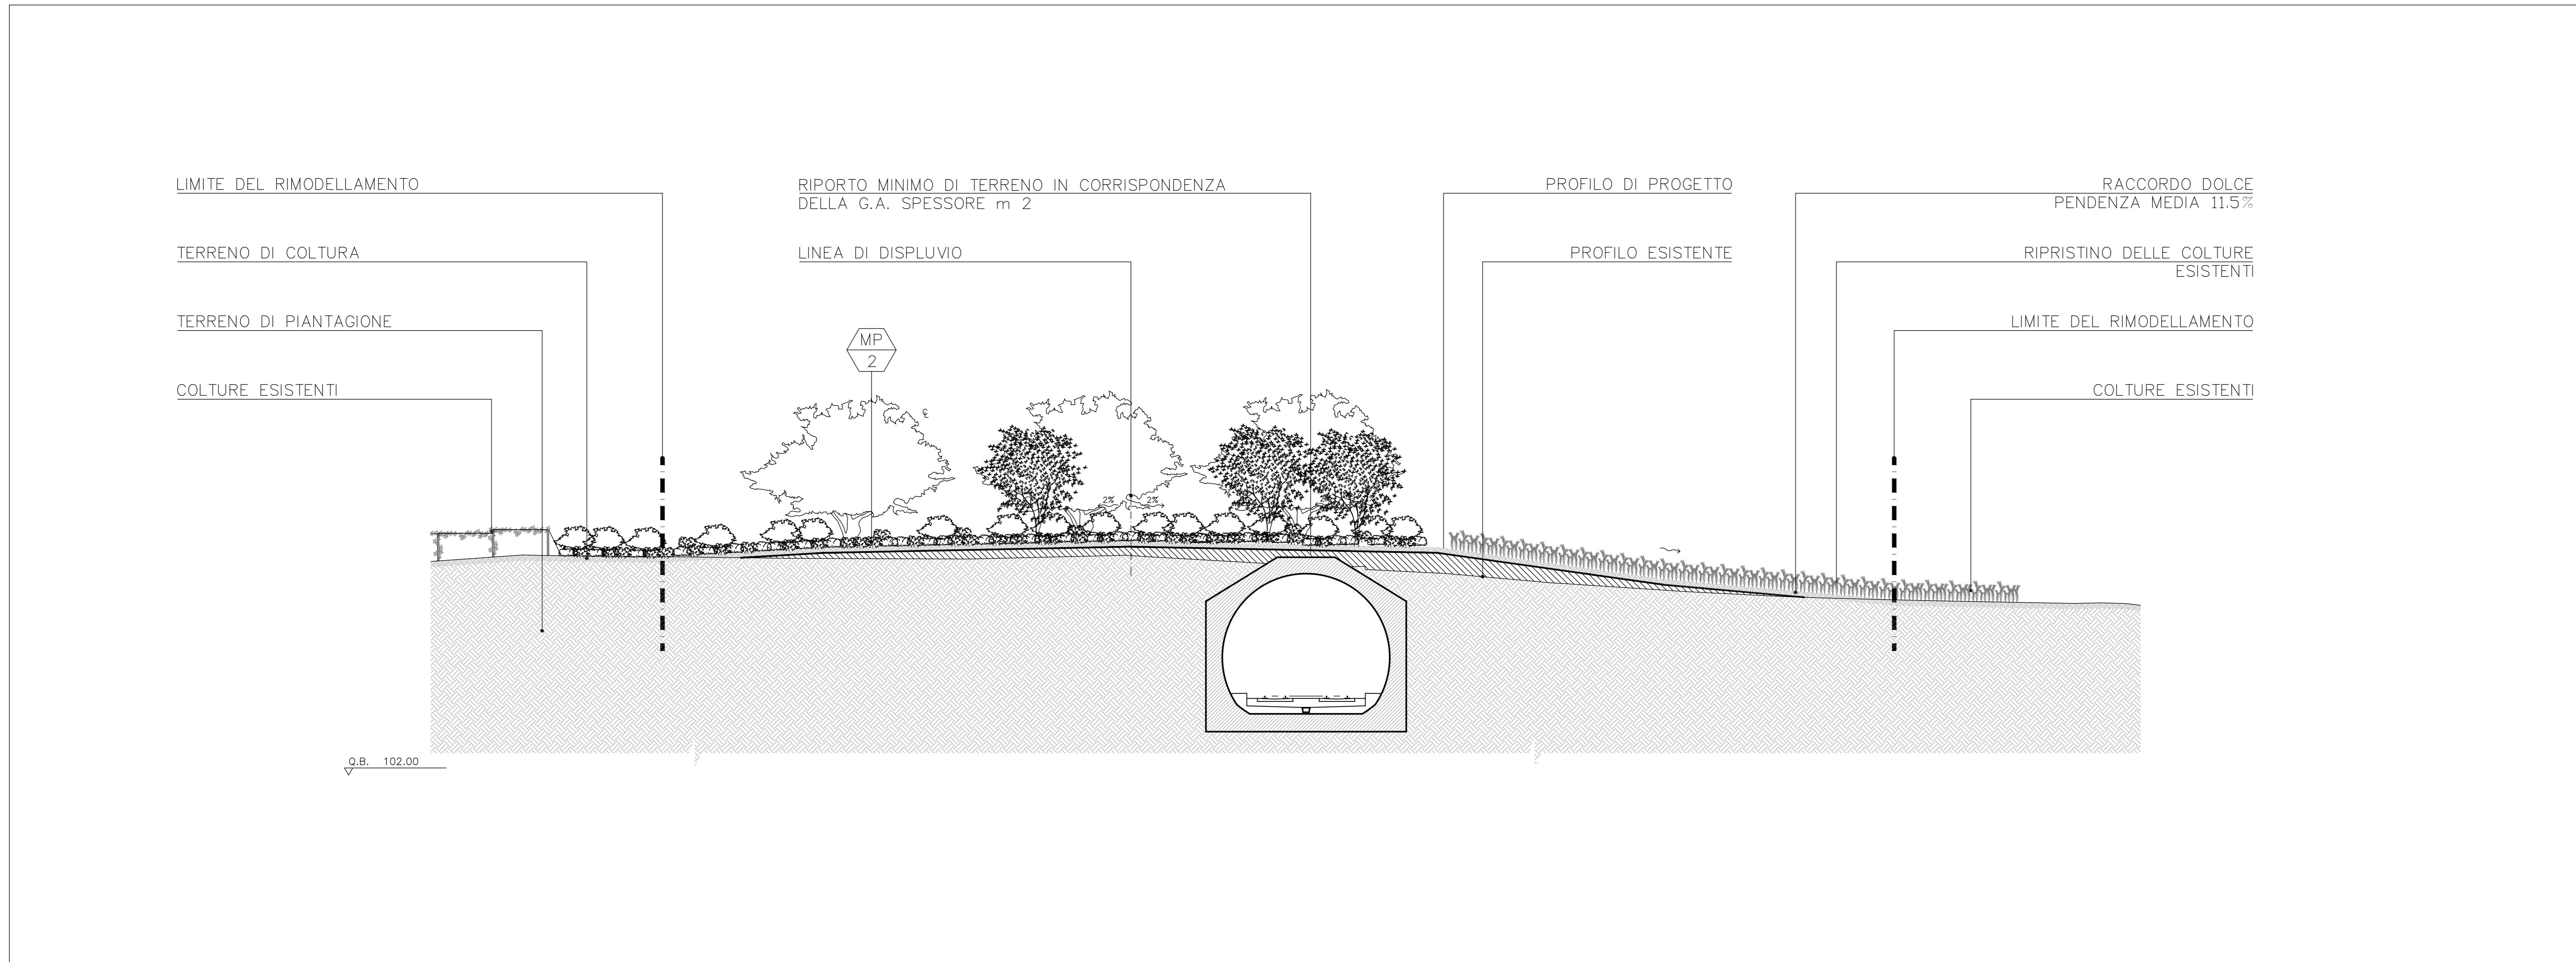 LIMITE DEL RIMODELLAMENTO
TERRENO DI COLTURA
TERRENO DI PIANTAGIONE
COLTURE ESISTENTI
RIPORTO MINIMO DI TERRENO IN CORRISPONDENZA
DELLA G.A. SPESSORE m 2
LINEA DI DISPLUVIO
MP
2
PROFILO DI PROGETTO
PROFILO ESISTENTE
RACCORDO DOLCE
PENDENZA MEDIA 11.5%
RIPRISTINO DELLE COLTURE
ESISTENTI
LIMITE DEL RIMODELLAMENTO
COLTURE ESISTENTI
2% 2%
Q.B. 102.00